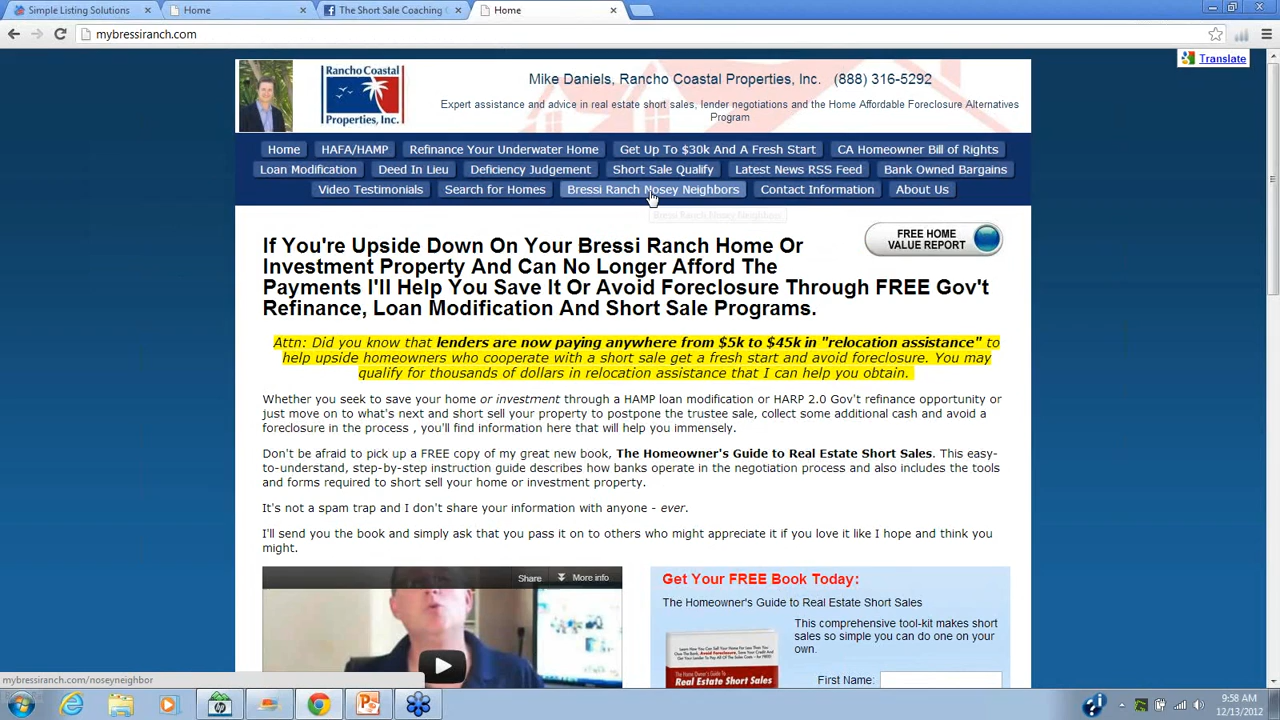 Simple Listing Solutions
Home
The Short Sale Coaching
Home
mybressiranch.com
Translate
Rancho Coastal
Properties, Inc.
Mike Daniels, Rancho Coastal Properties, Inc. (888) 316-5292
Expert assistance and advice in real estate short sales, lender negotiations and the Home Affordable Foreclosure Alternatives
Program
Home HAFA/HAMP Refinance Your Underwater Home Get Up To $30k And A Fresh Start CA Homeowner Bill of Rights
Loan Modification Deed In Lieu Deficiency Judgement Short Sale Qualify Latest News RSS Feed Bank Owned Bargains
Video Testimonials Search for Homes Bressi Ranch Nosey Neighbors Contact Information About Us
Bressi Ranch Nosey Neighbors
FREE HOME
VALUE REPORT
If You're Upside Down On Your Bressi Ranch Home Or
Investment Property And Can No Longer Afford The
Payments I'll Help You Save It Or Avoid Foreclosure Through FREE Gov't
Refinance, Loan Modification And Short Sale Programs.
Attn: Did you know that lenders are now paying anywhere from $5k to $45k in "relocation assistance" to
help upside homeowners who cooperate with a short sale get a fresh start and avoid foreclosure. You may
qualify for thousands of dollars in relocation assistance that I can help you obtain.
Whether you seek to save your home or investment through a HAMP loan modification or HARP 2.0 Gov't refinance opportunity or
just move on to what's next and short sell your property to postpone the trustee sale, collect some additional cash and avoid a
foreclosure in the process , you'll find information here that will help you immensely.
Don't be afraid to pick up a FREE copy of my great new book, The Homeowner's Guide to Real Estate Short Sales. This easy-
to-understand, step-by-step instruction guide describes how banks operate in the negotiation process and also includes the tools
and forms required to short sell your home or investment property.
It's not a spam trap and I don't share your information with anyone - ever.
I'll send you the book and simply ask that you pass it on to others who might appreciate it if you love it like I hope and think you
might.
Share More info
Get Your FREE Book Today:
The Homeowner's Guide to Real Estate Short Sales
This comprehensive tool-kit makes short
sales so simple you can do one on your
own.
The Home Owner's Guide to
Real Estate Short Sales
First Name:
mybressiranch.com/noseyneighbor
9:58 AM
12/13/2012